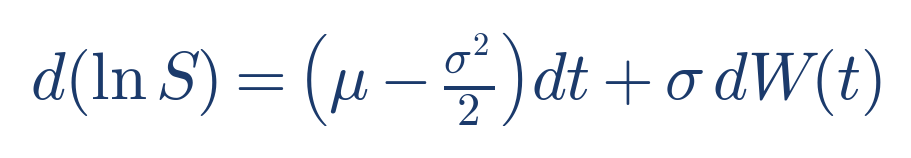 d(ln S) = (μ − σ²/2) dt + σ dW(t)